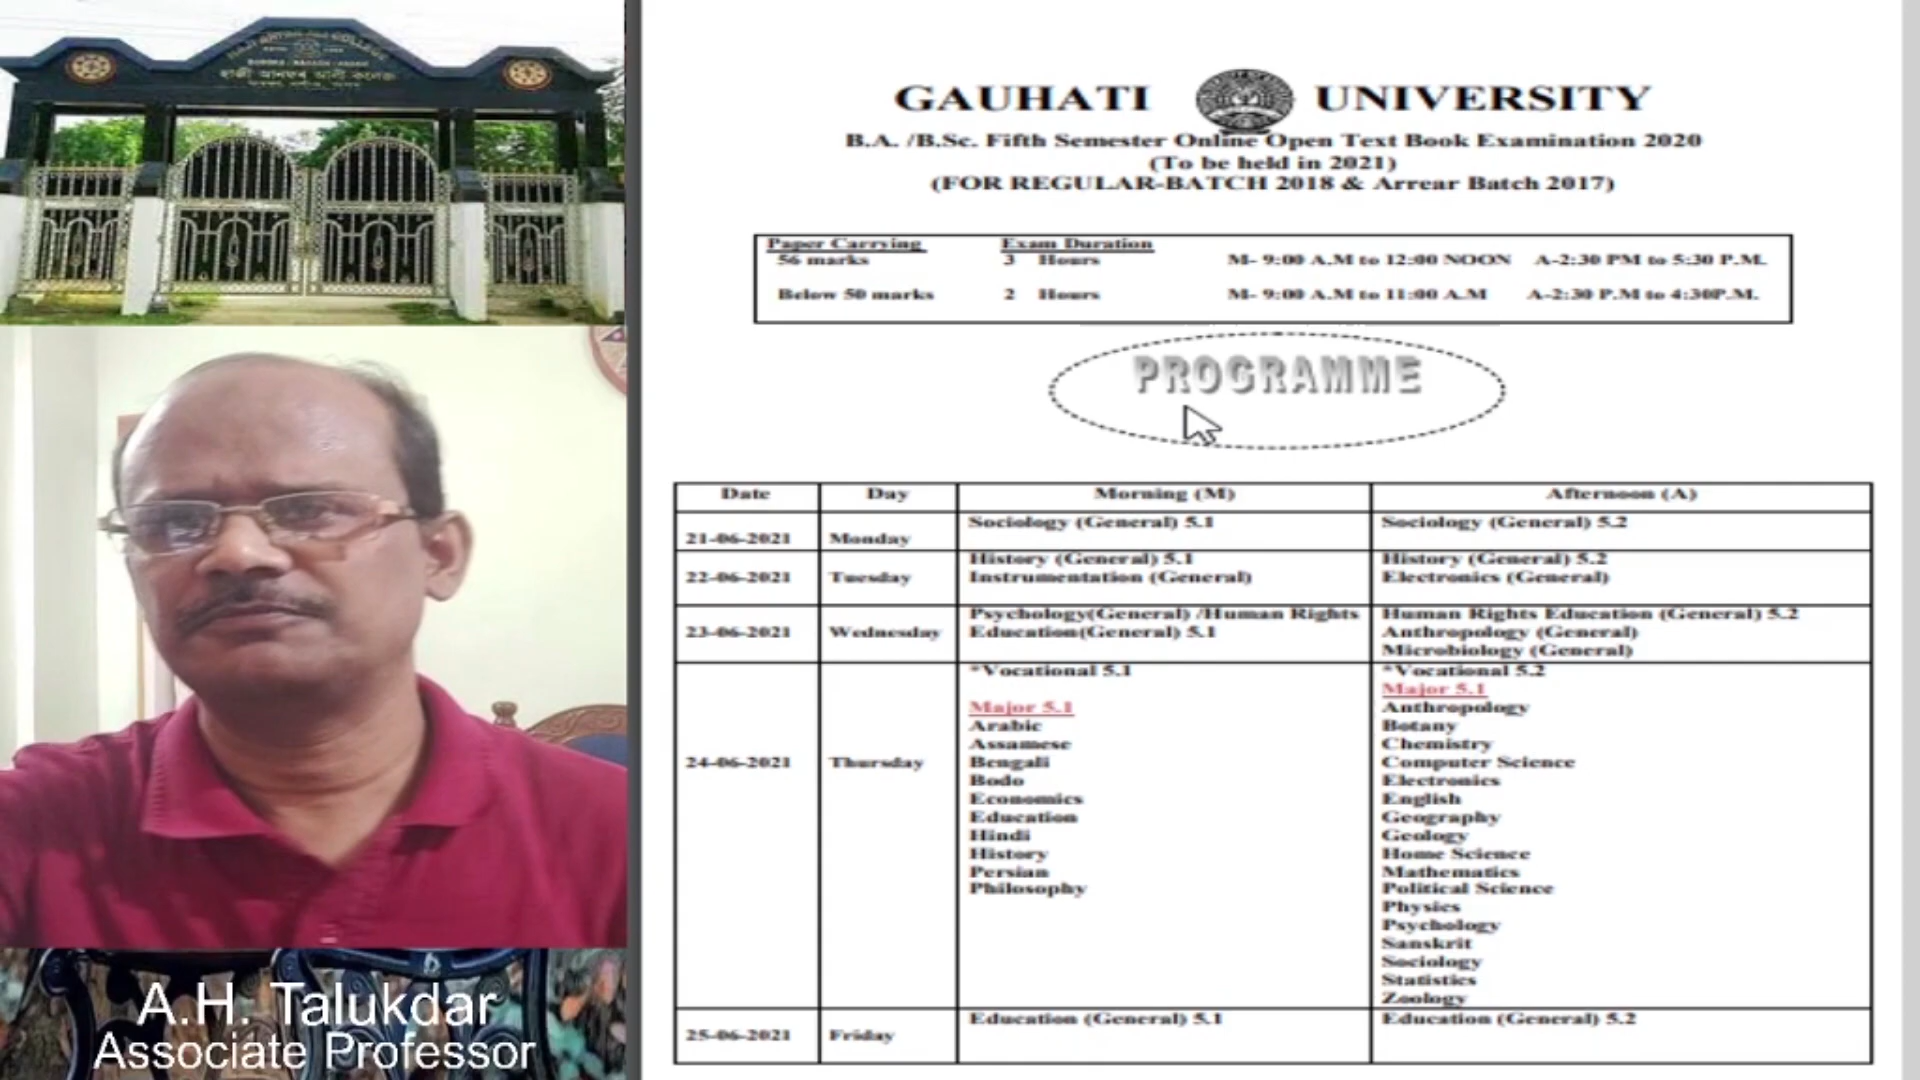 হাজী আনফৰ আলী কলেজ
A.H. Talukdar
Associate Professor
GAUHATI UNIVERSITY
B.A. /B.Sc. Fifth Semester Online Open Text Book Examination 2020
(To be held in 2021)
(FOR REGULAR-BATCH 2018 & Arrear Batch 2017)
Paper Carrying Exam Duration
56 marks 3 Hours M- 9:00 A.M to 12:00 NOON A-2:30 PM to 5:30 P.M.
Below 50 marks 2 Hours M- 9:00 A.M to 11:00 A.M A-2:30 P.M to 4:30P.M.
PROGRAMME
Date Day Morning (M) Afternoon (A)
21-06-2021 Monday
Sociology (General) 5.1
Sociology (General) 5.2
22-06-2021 Tuesday
History (General) 5.1
Instrumentation (General)
History (General) 5.2
Electronics (General)
23-06-2021 Wednesday
Psychology(General) /Human Rights
Education(General) 5.1
Human Rights Education (General) 5.2
Anthropology (General)
Microbiology (General)
24-06-2021 Thursday
*Vocational 5.1
Major 5.1
Arabic
Assamese
Bengali
Bodo
Economics
Education
Hindi
History
Persian
Philosophy
*Vocational 5.2
Major 5.1
Anthropology
Botany
Chemistry
Computer Science
Electronics
English
Geography
Geology
Home Science
Mathematics
Political Science
Physics
Psychology
Sanskrit
Sociology
Statistics
Zoology
25-06-2021 Friday
Education (General) 5.1
Education (General) 5.2